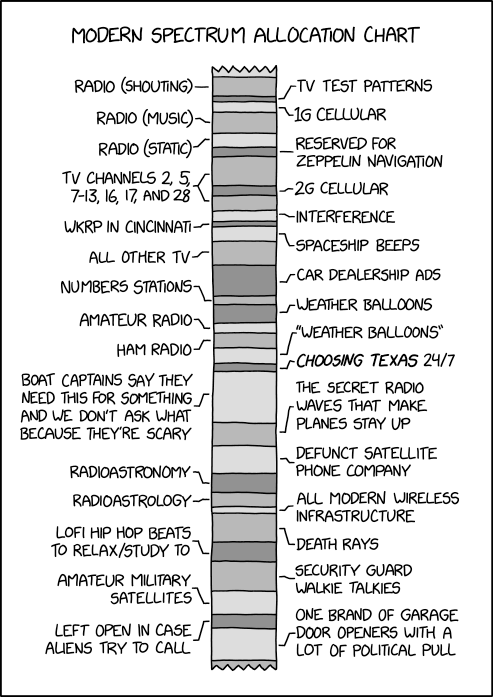 MODERN SPECTRUM ALLOCATION CHART
RADIO (SHOUTING)
RADIO (MUSIC)
RADIO (STATIC)
TV CHANNELS 2, 5,
7-13, 16, 17, AND 28
WKRP IN CINCINNATI
ALL OTHER TV
NUMBERS STATIONS
AMATEUR RADIO
HAM RADIO
BOAT CAPTAINS SAY THEY
NEED THIS FOR SOMETHING
AND WE DON'T ASK WHAT
BECAUSE THEY'RE SCARY
RADIOASTRONOMY
RADIOASTROLOGY
LOFI HIP HOP BEATS
TO RELAX/STUDY TO
AMATEUR MILITARY
SATELLITES
LEFT OPEN IN CASE
ALIENS TRY TO CALL
TV TEST PATTERNS
1G CELLULAR
RESERVED FOR
ZEPPELIN NAVIGATION
2G CELLULAR
INTERFERENCE
SPACESHIP BEEPS
CAR DEALERSHIP ADS
WEATHER BALLOONS
"WEATHER BALLOONS"
CHOOSING TEXAS 24/7
THE SECRET RADIO
WAVES THAT MAKE
PLANES STAY UP
DEFUNCT SATELLITE
PHONE COMPANY
ALL MODERN WIRELESS
INFRASTRUCTURE
DEATH RAYS
SECURITY GUARD
WALKIE TALKIES
ONE BRAND OF GARAGE
DOOR OPENERS WITH A
LOT OF POLITICAL PULL